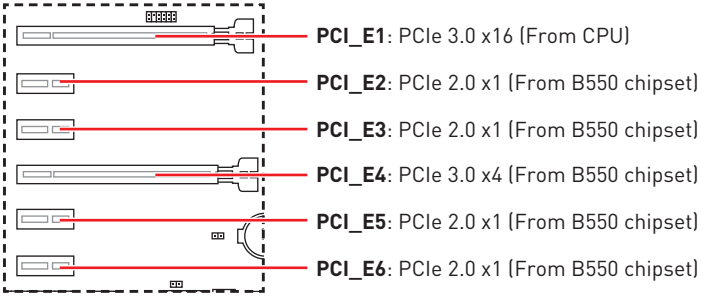 PCI_E1: PCIe 3.0 x16 (From CPU)
PCI_E2: PCIe 2.0 x1 (From B550 chipset)
PCI_E3: PCIe 2.0 x1 (From B550 chipset)
PCI_E4: PCIe 3.0 x4 (From B550 chipset)
PCI_E5: PCIe 2.0 x1 (From B550 chipset)
PCI_E6: PCIe 2.0 x1 (From B550 chipset)